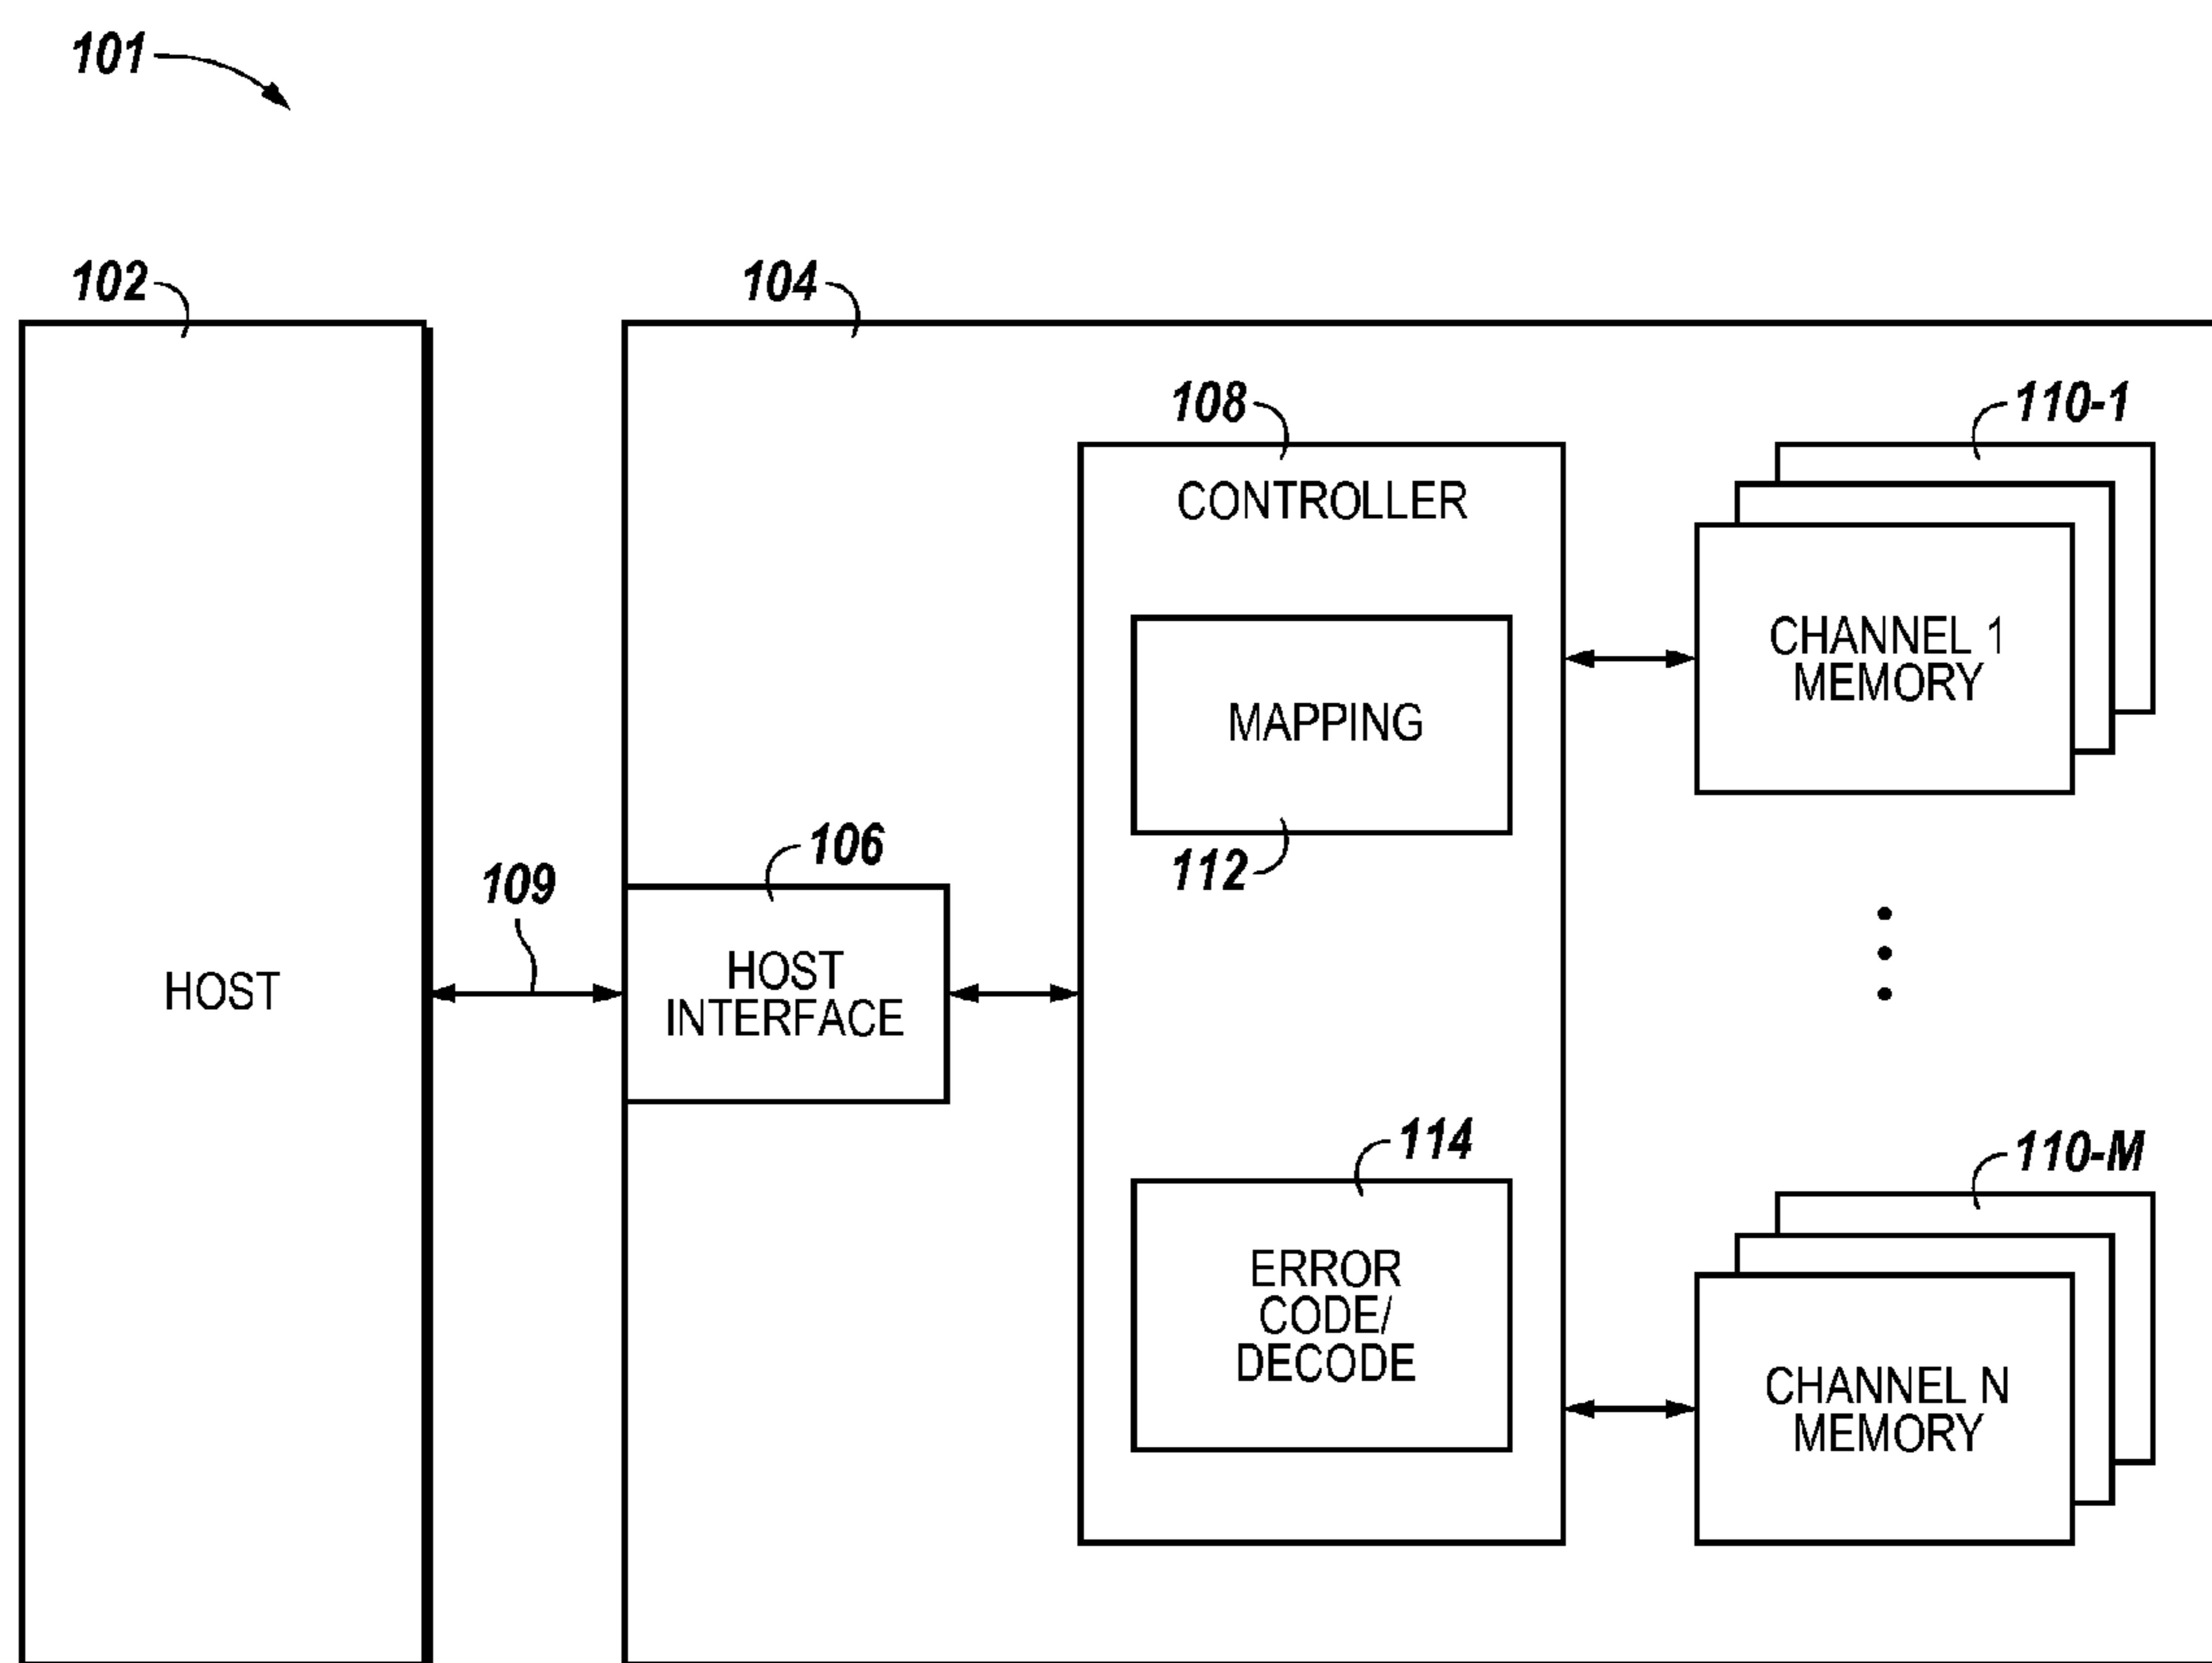 101
102
104
108
110-1
CONTROLLER
CHANNEL 1
MEMORY
MAPPING
112
106
109
HOST
HOST
INTERFACE
114
110-M
ERROR
CODE/
DECODE
CHANNEL N
MEMORY